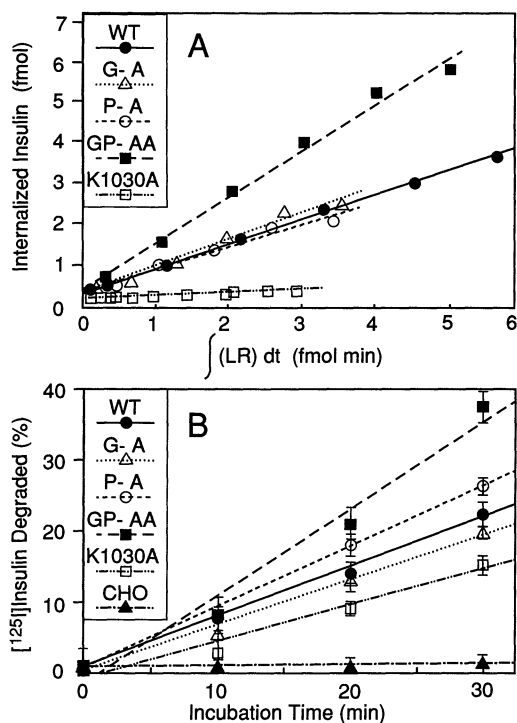 A
WT
G- A
P- A
GP- AA
K1030A
Internalized Insulin (fmol)
7
6
5
4
3
2
1
0
0 1 2 3 4 5 6
∫(LR) dt (fmol min)
B
WT
G- A
P- A
GP- AA
K1030A
CHO
[125I]Insulin Degraded (%)
40
30
20
10
0
0 10 20 30
Incubation Time (min)